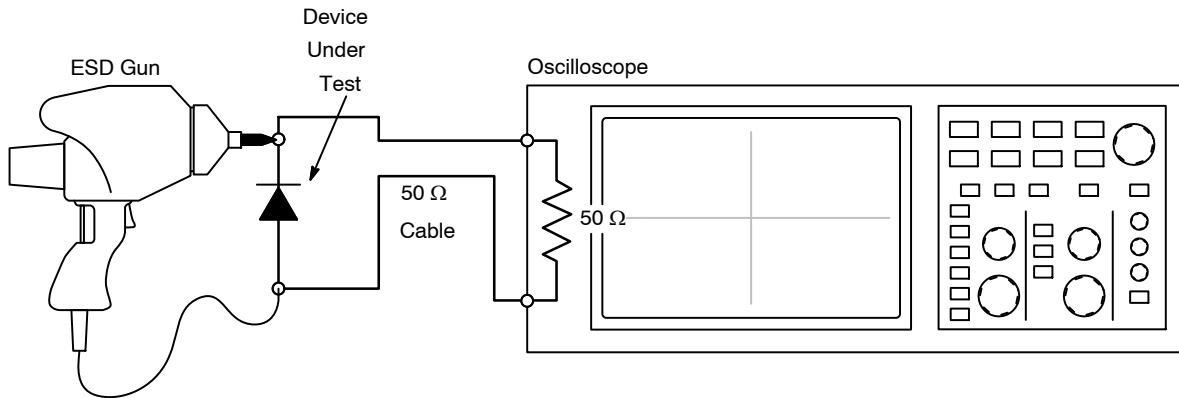 Device
Under
Test
ESD Gun
Oscilloscope
50 Ω
Cable
50 Ω